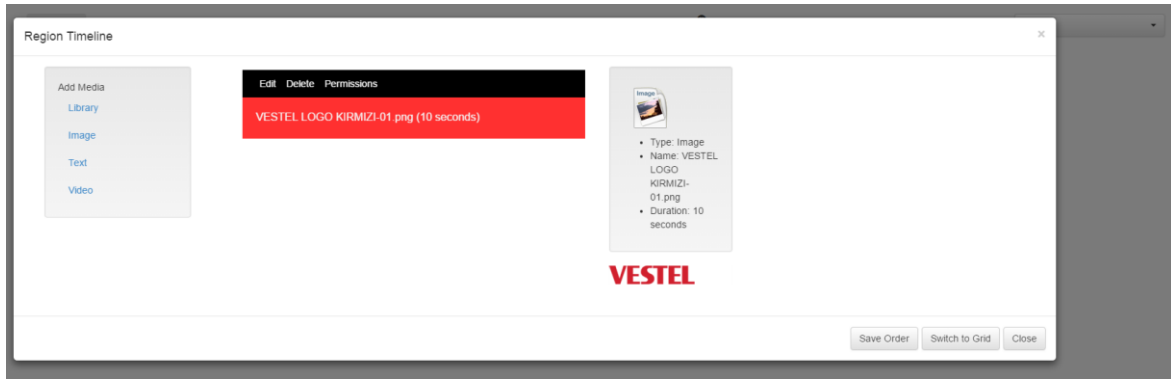 Region Timeline
×
Add Media
Library
Image
Text
Video
Edit Delete Permissions
VESTEL LOGO KIRMIZI-01.png (10 seconds)
Image
• Type: Image
• Name: VESTEL
LOGO
KIRMIZI-
01.png
• Duration: 10
seconds
VESTEL
Save Order
Switch to Grid
Close